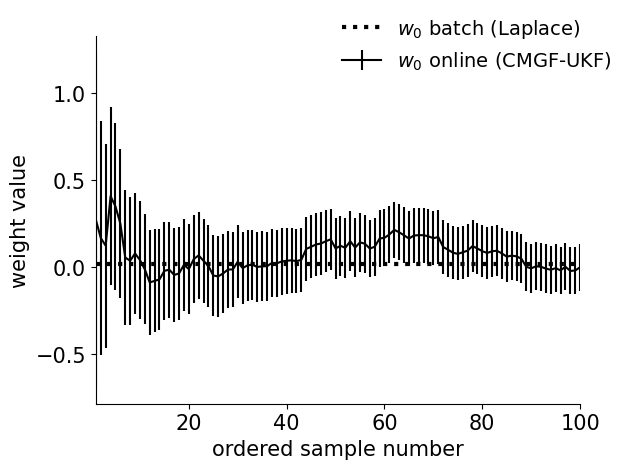 w₀ batch (Laplace)
w₀ online (CMGF-UKF)
1.0
0.5
0.0
−0.5
weight value
20 40 60 80 100
ordered sample number